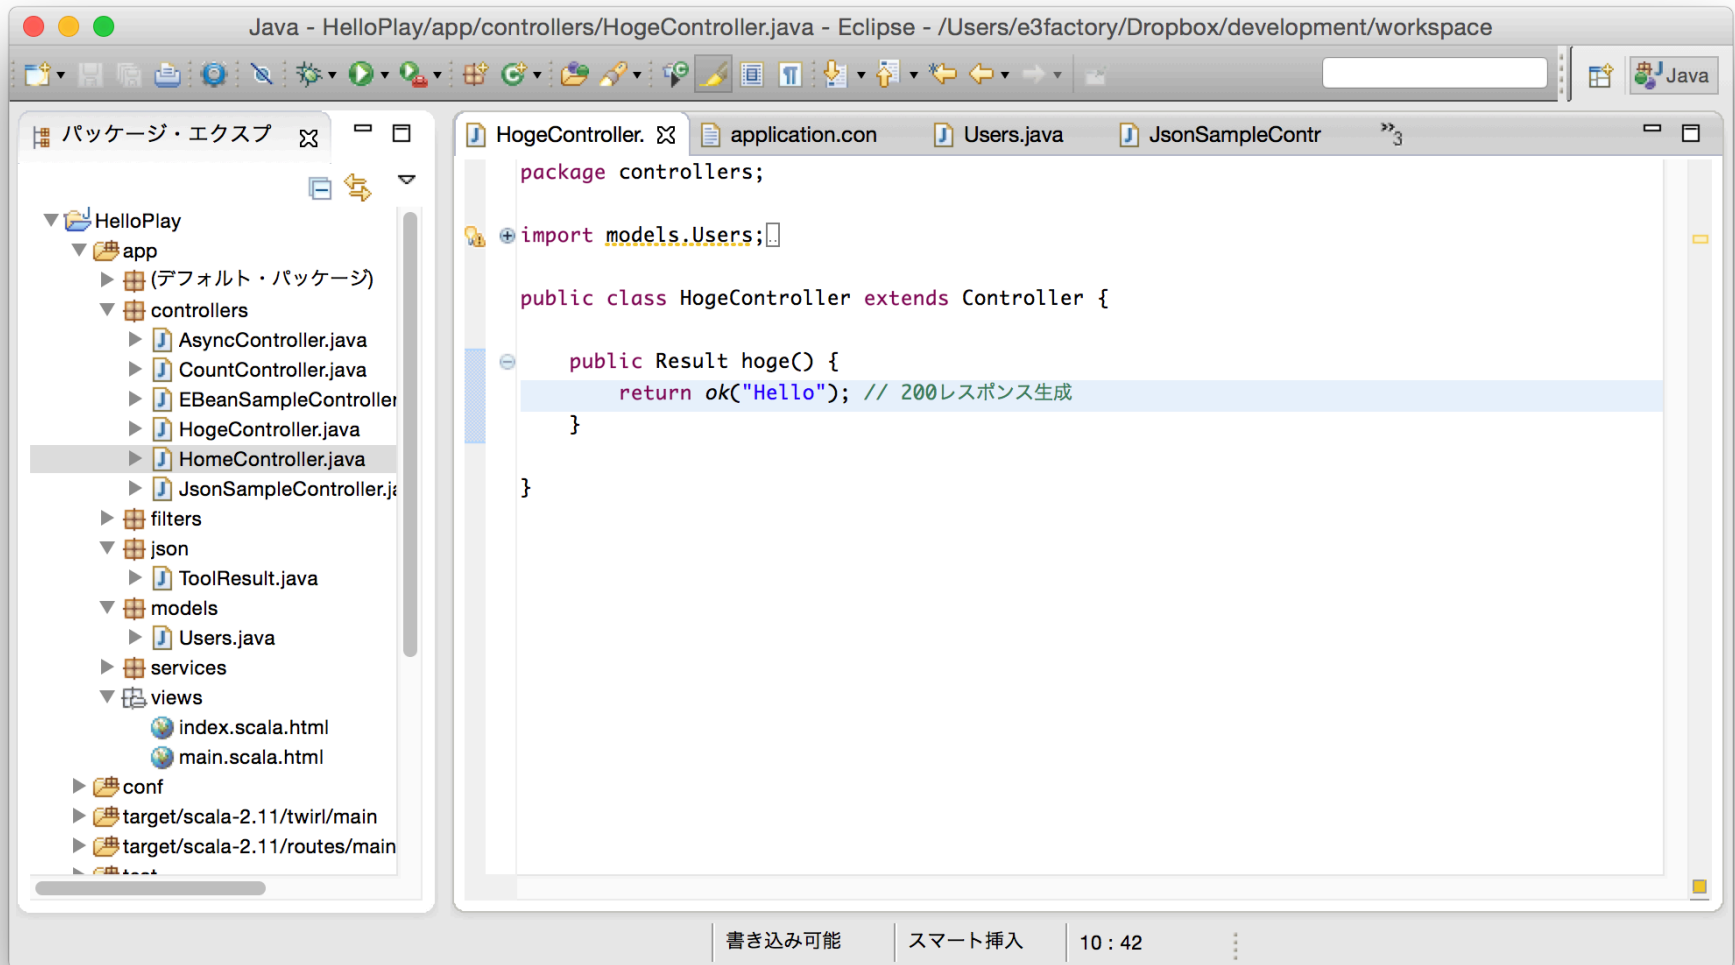 Java - HelloPlay/app/controllers/HogeController.java - Eclipse - /Users/e3factory/Dropbox/development/workspace
Java
パッケージ・エクスプ
HelloPlay
app
(デフォルト・パッケージ)
controllers
AsyncController.java
CountController.java
EBeanSampleController
HogeController.java
HomeController.java
JsonSampleController.ja
filters
json
ToolResult.java
models
Users.java
services
views
index.scala.html
main.scala.html
conf
target/scala-2.11/twirl/main
target/scala-2.11/routes/main
HogeController. application.con Users.java JsonSampleContr »3
package controllers;
import models.Users;
public class HogeController extends Controller {
public Result hoge() {
return ok("Hello"); // 200レスポンス生成
}
}
書き込み可能 スマート挿入 10 : 42